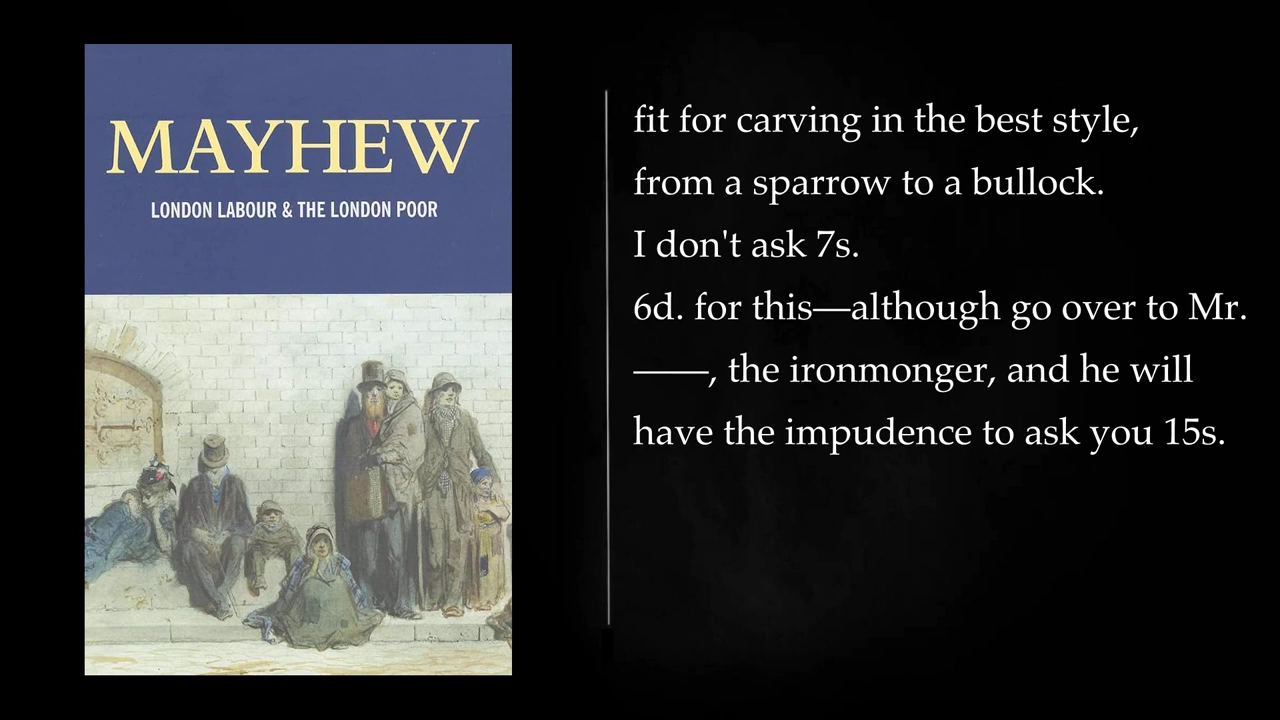 MAYHEW
LONDON LABOUR & THE LONDON POOR
fit for carving in the best style,
from a sparrow to a bullock.
I don't ask 7s.
6d. for this—although go over to Mr.
——, the ironmonger, and he will
have the impudence to ask you 15s.